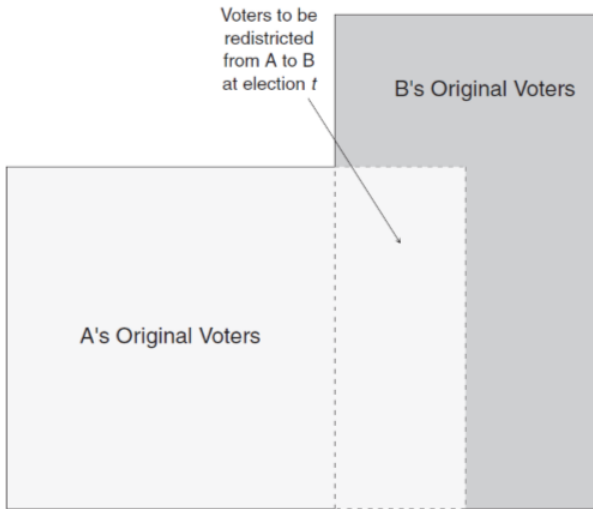 Voters to be
redistricted
from A to B
at election t
B's Original Voters
A's Original Voters